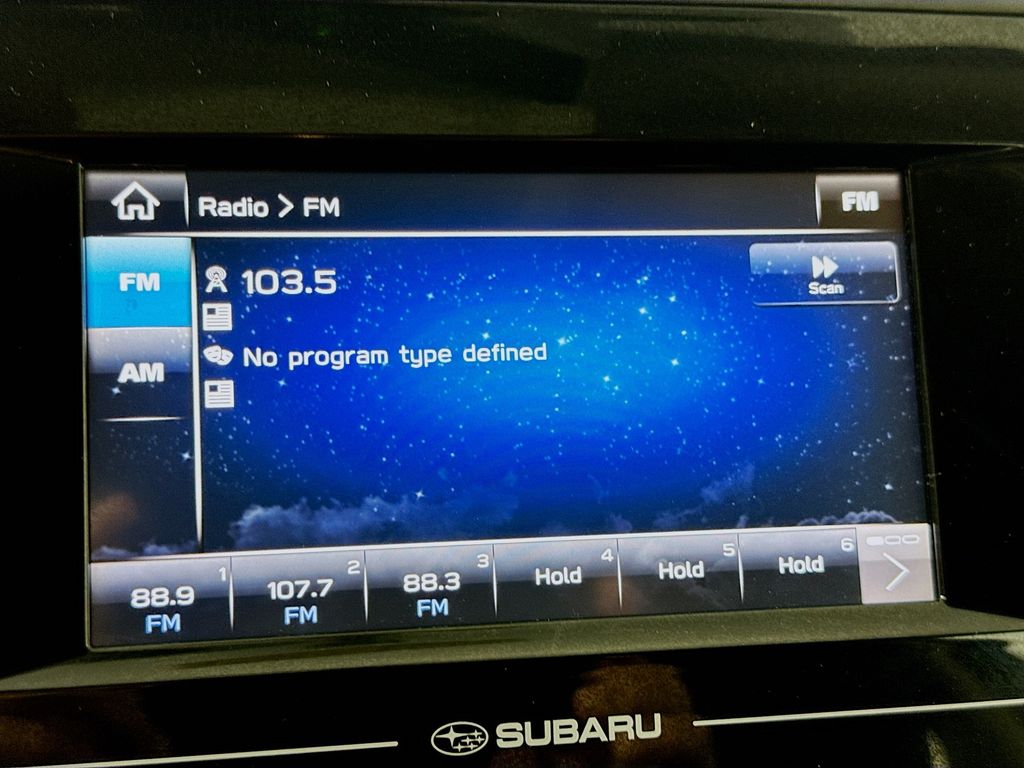 Radio > FM
FM
FM
103.5
Scan
AM
No program type defined
1
88.9
FM
2
107.7
FM
3
88.3
FM
4
Hold
5
Hold
6
Hold
SUBARU